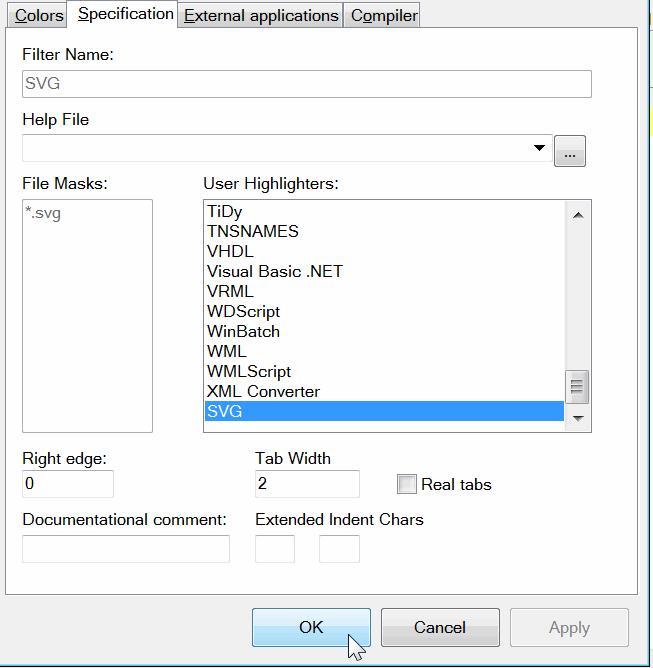 Colors Specification External applications Compiler
Filter Name:
SVG
Help File
...
File Masks: User Highlighters:
*.svg
TiDy
TNSNAMES
VHDL
Visual Basic .NET
VRML
WDScript
WinBatch
WML
WMLScript
XML Converter
SVG
Right edge: Tab Width
0 2 Real tabs
Documentational comment: Extended Indent Chars
OK Cancel Apply